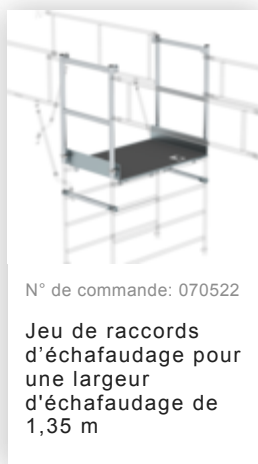 N° de commande: 070522
Jeu de raccords
d’échafaudage pour
une largeur
d'échafaudage de
1,35 m